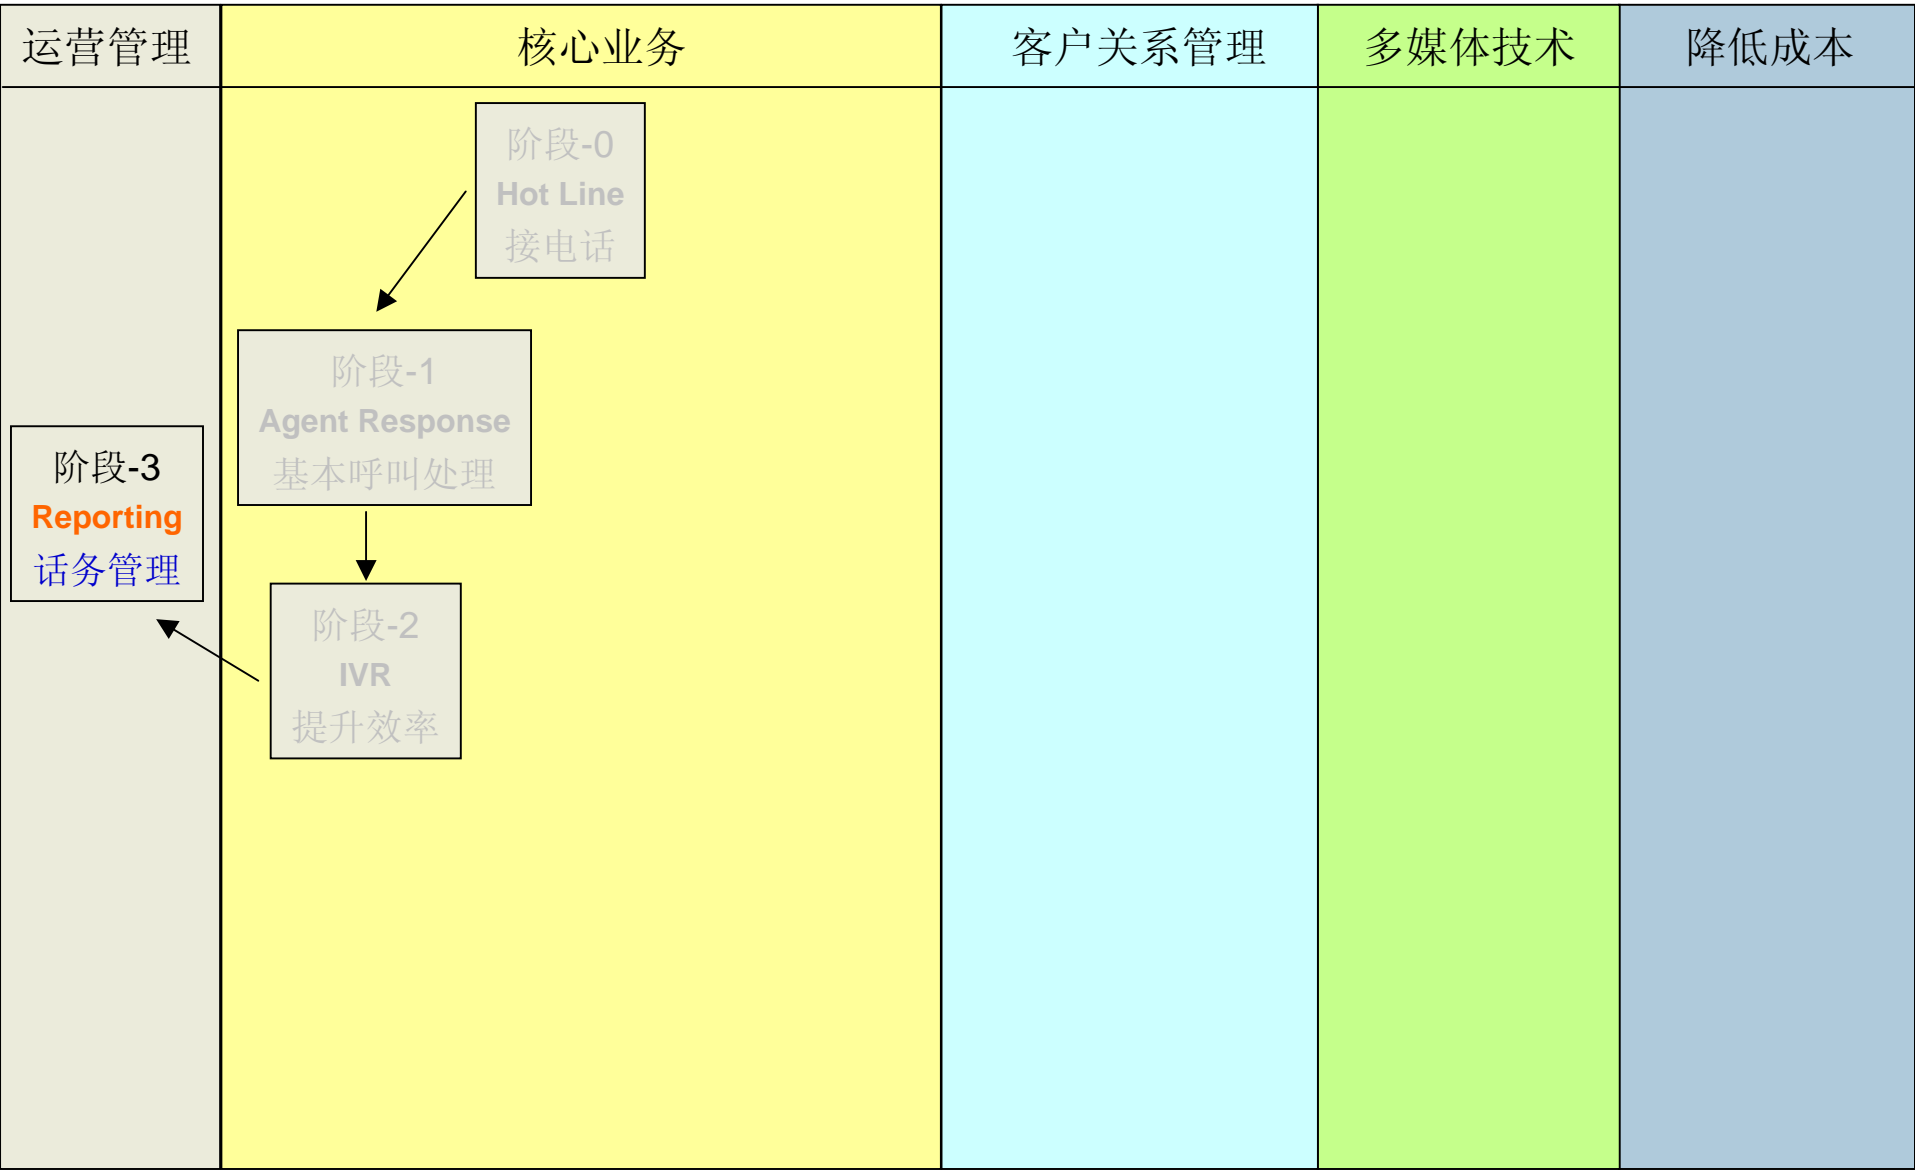 运营管理
核心业务
客户关系管理
多媒体技术
降低成本
阶段-0
Hot Line
接电话
阶段-1
Agent Response
基本呼叫处理
阶段-2
IVR
提升效率
阶段-3
Reporting
话务管理